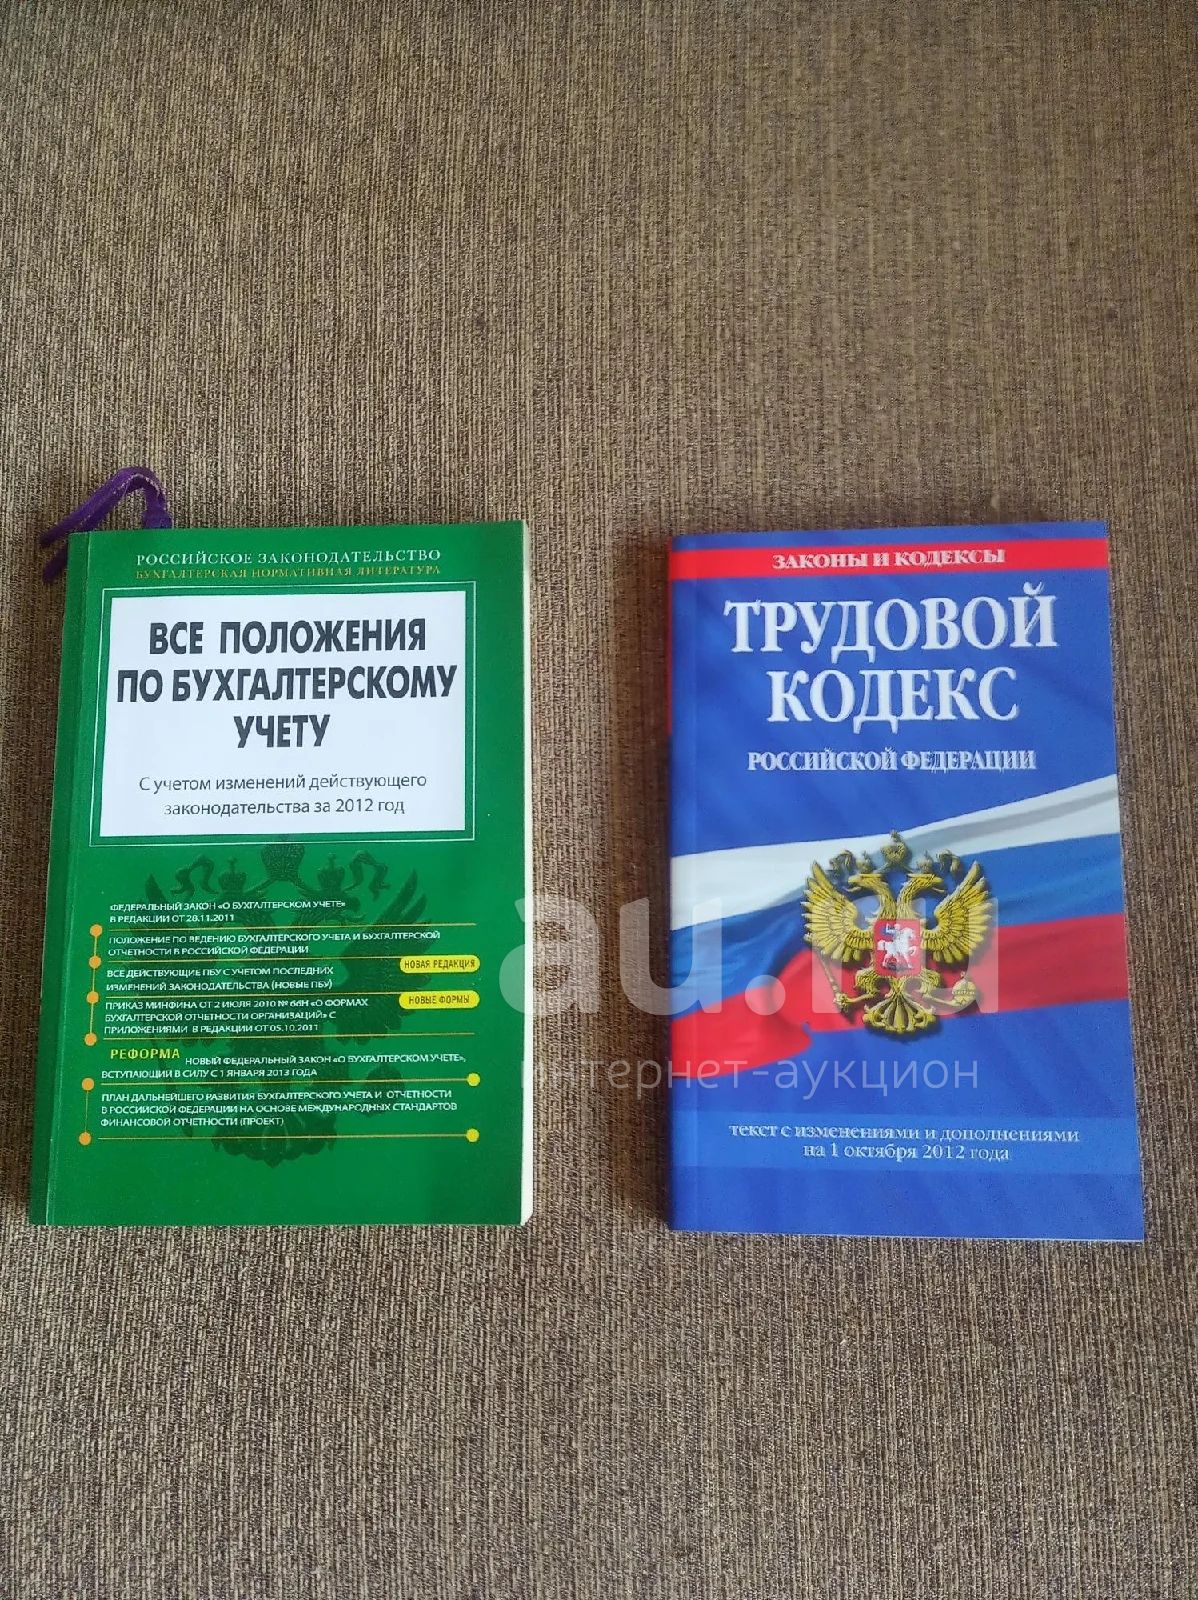 РОССИЙСКОЕ ЗАКОНОДАТЕЛЬСТВО
БУХГАЛТЕРСКАЯ НОРМАТИВНАЯ ЛИТЕРАТУРА
ВСЕ ПОЛОЖЕНИЯ
ПО БУХГАЛТЕРСКОМУ
УЧЕТУ
С учетом изменений действующего
законодательства за 2012 год
ФЕДЕРАЛЬНЫЙ ЗАКОН «О БУХГАЛТЕРСКОМ УЧЕТЕ»
В РЕДАКЦИИ ОТ 28.11.2011
ПОЛОЖЕНИЕ ПО ВЕДЕНИЮ БУХГАЛТЕРСКОГО УЧЕТА И БУХГАЛТЕРСКОЙ
ОТЧЕТНОСТИ В РОССИЙСКОЙ ФЕДЕРАЦИИ
НОВАЯ РЕДАКЦИЯ
ВСЕ ДЕЙСТВУЮЩИЕ ПБУ С УЧЕТОМ ПОСЛЕДНИХ
ИЗМЕНЕНИЙ ЗАКОНОДАТЕЛЬСТВА (НОВЫЕ ПБУ)
НОВЫЕ ФОРМЫ
ПРИКАЗ МИНФИНА ОТ 2 ИЮЛЯ 2010 № 66Н «О ФОРМАХ
БУХГАЛТЕРСКОЙ ОТЧЕТНОСТИ ОРГАНИЗАЦИЙ» С
ПРИЛОЖЕНИЯМИ В РЕДАКЦИИ ОТ 05.10.2011
РЕФОРМА НОВЫЙ ФЕДЕРАЛЬНЫЙ ЗАКОН «О БУХГАЛТЕРСКОМ УЧЕТЕ»,
ВСТУПАЮЩИЙ В СИЛУ С 1 ЯНВАРЯ 2013 ГОДА
ПЛАН ДАЛЬНЕЙШЕГО РАЗВИТИЯ БУХГАЛТЕРСКОГО УЧЕТА И ОТЧЕТНОСТИ
В РОССИЙСКОЙ ФЕДЕРАЦИИ НА ОСНОВЕ МЕЖДУНАРОДНЫХ СТАНДАРТОВ
ФИНАНСОВОЙ ОТЧЕТНОСТИ (ПРОЕКТ)
ЗАКОНЫ И КОДЕКСЫ
ТРУДОВОЙ
КОДЕКС
РОССИЙСКОЙ ФЕДЕРАЦИИ
ТЕКСТ С ИЗМЕНЕНИЯМИ И ДОПОЛНЕНИЯМИ
на 1 октября 2012 года
au.ru
интернет-аукцион